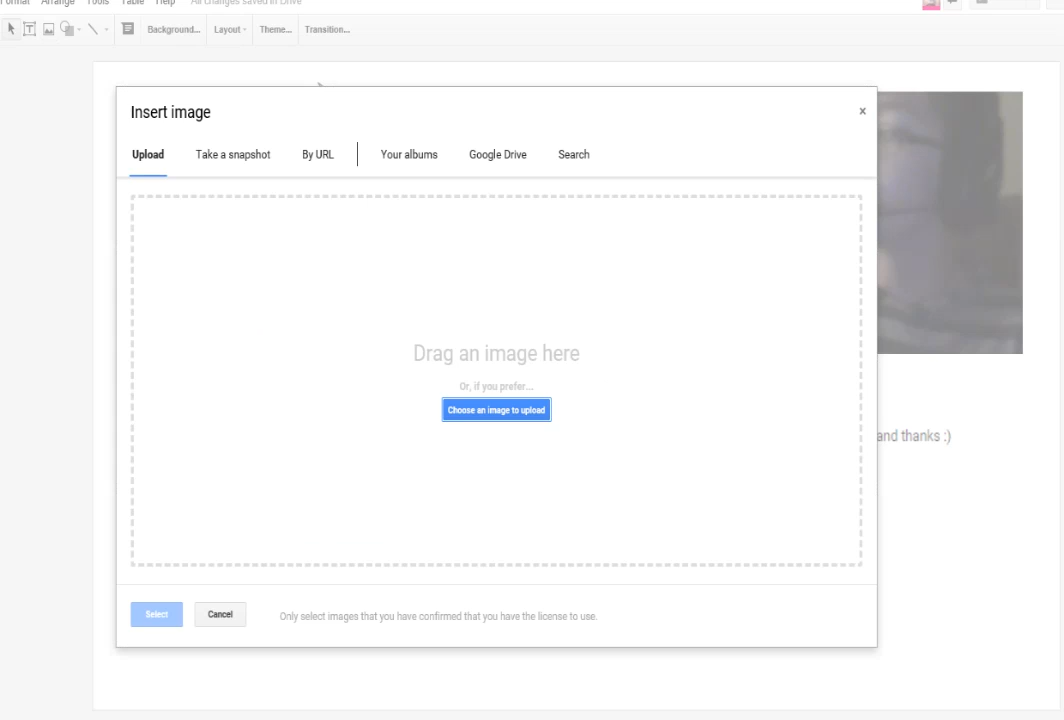 Format Arrange Tools Table Help All changes saved in Drive
Background... Layout Theme... Transition...
Insert image x
Upload Take a snapshot By URL Your albums Google Drive Search
Drag an image here
Or, if you prefer...
Choose an image to upload
and thanks :)
Select Cancel Only select images that you have confirmed that you have the license to use.